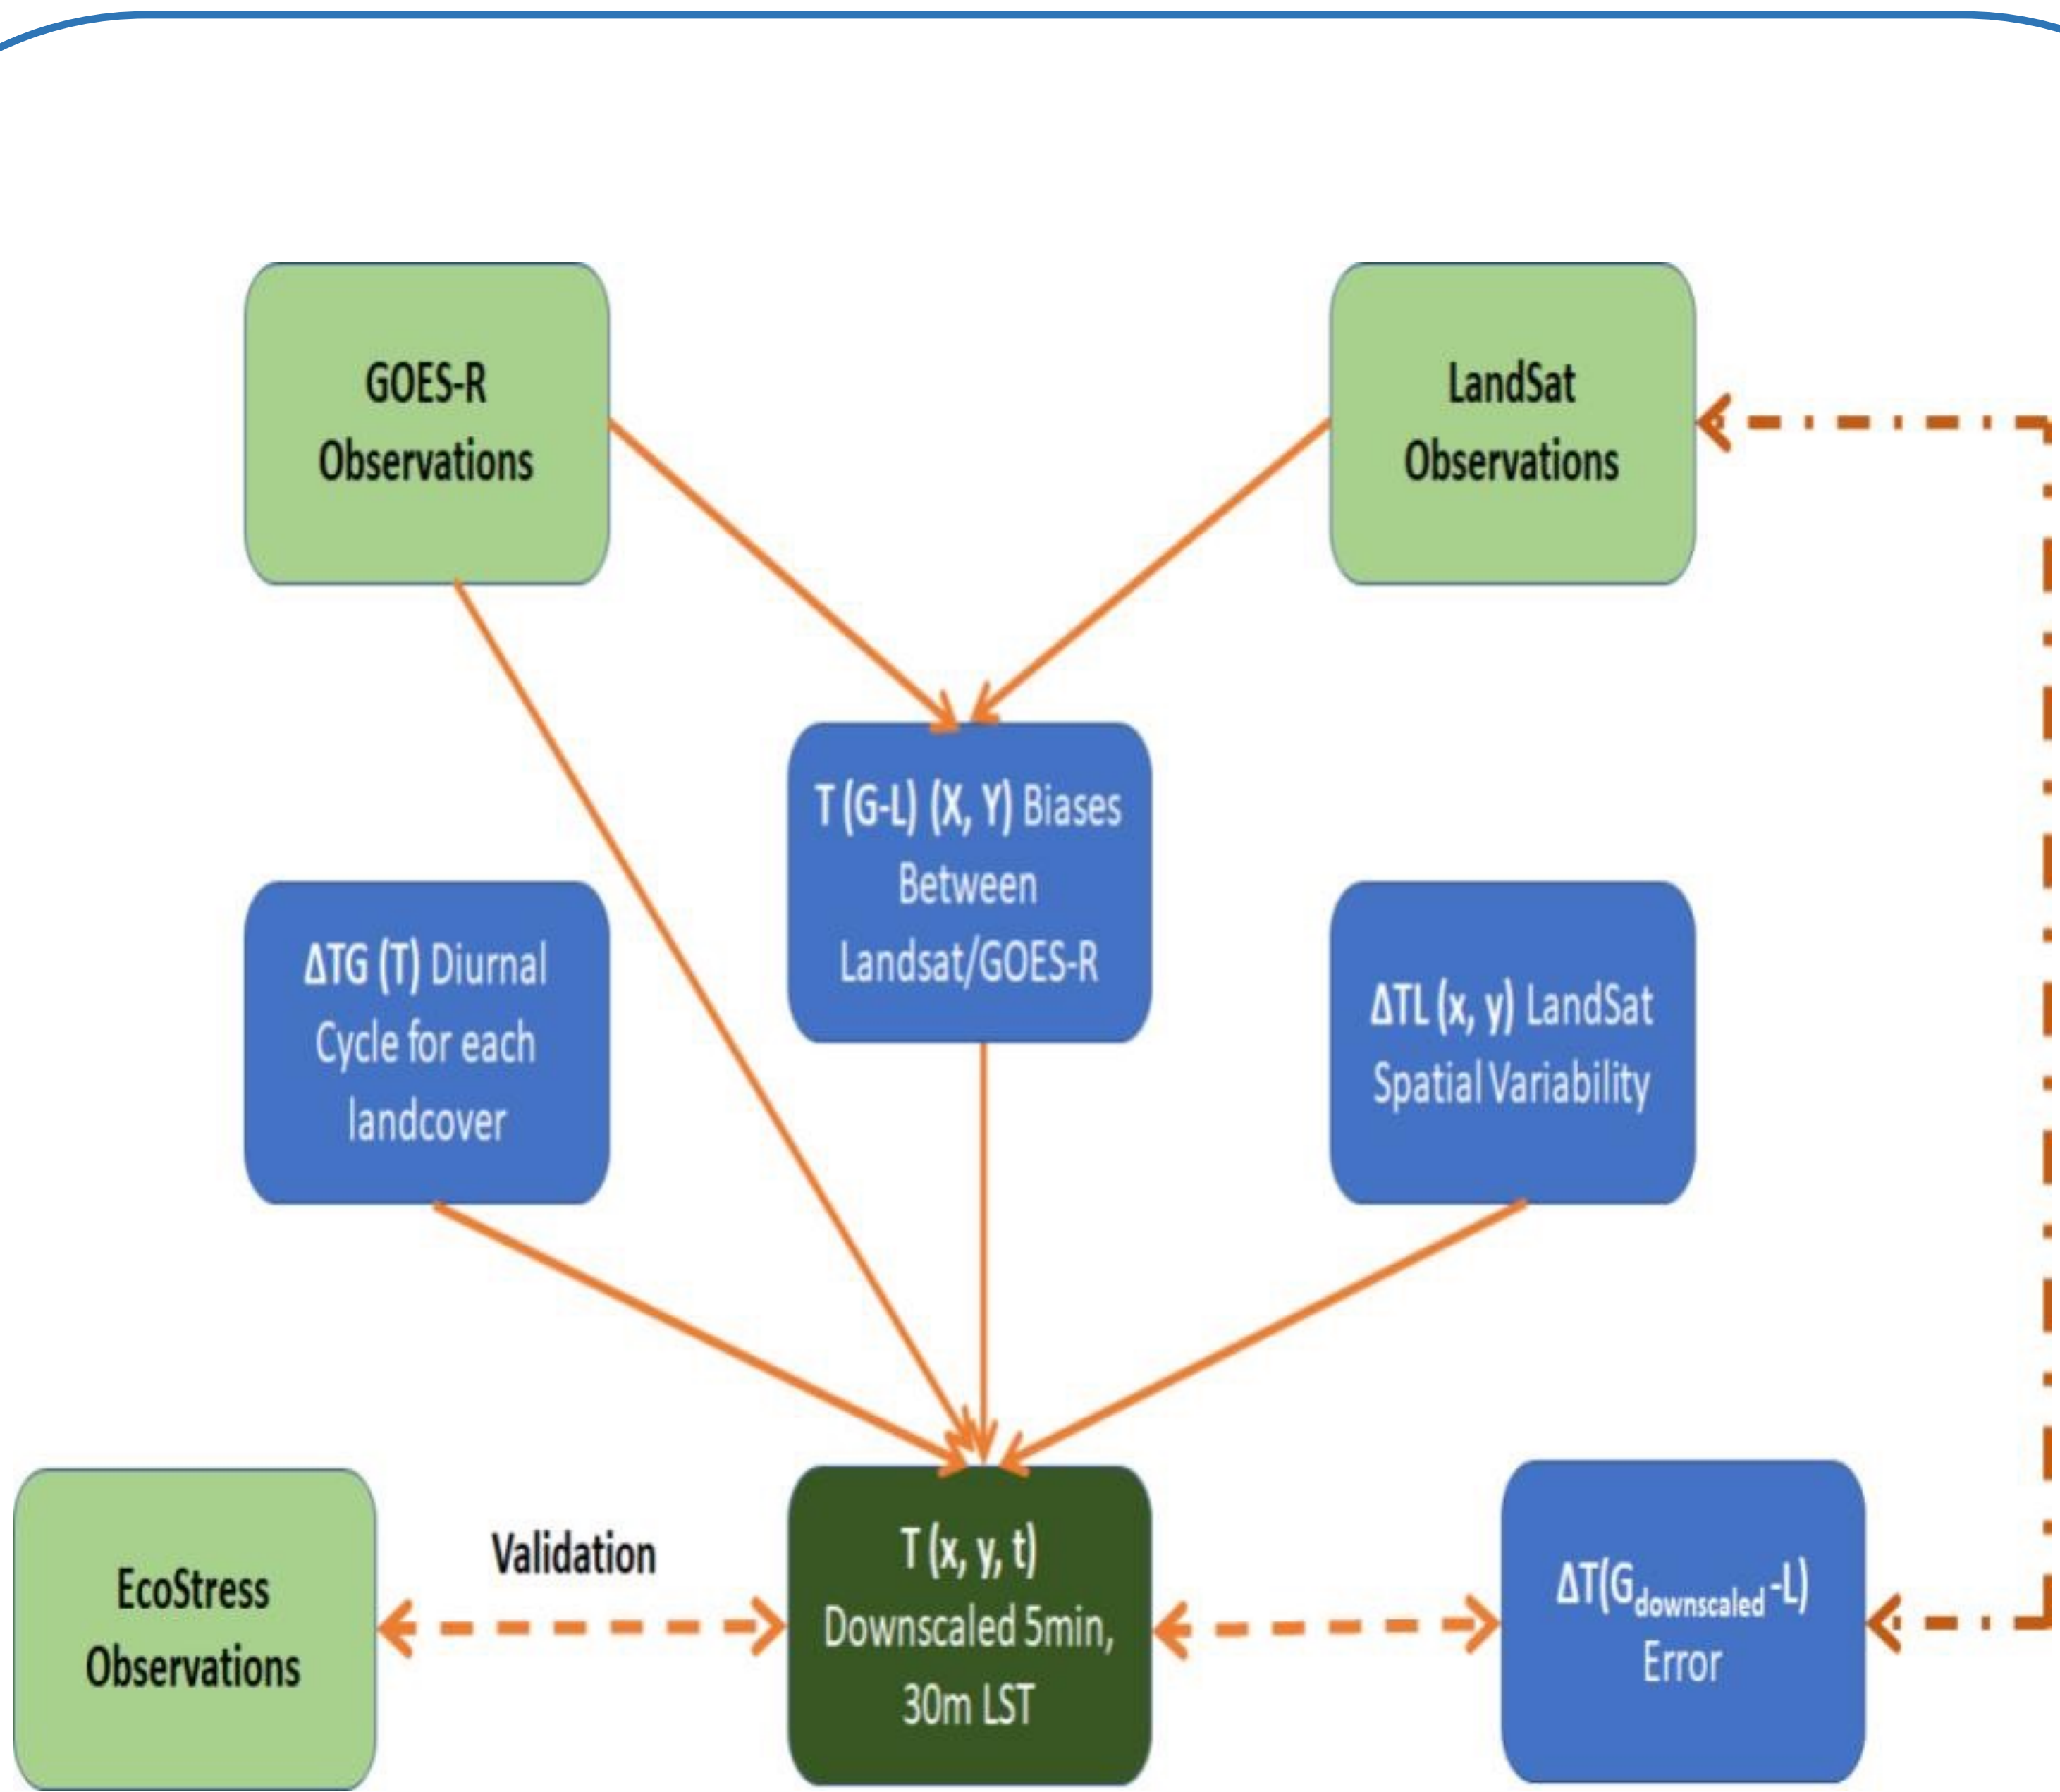 GOES-R
Observations
LandSat
Observations
T (G-L) (X, Y) Biases
Between
Landsat/GOES-R
ΔTG (T) Diurnal
Cycle for each
landcover
ΔTL (x, y) LandSat
Spatial Variability
EcoStress
Observations
Validation
T (x, y, t)
Downscaled 5min,
30m LST
ΔT(Gdownscaled-L)
Error